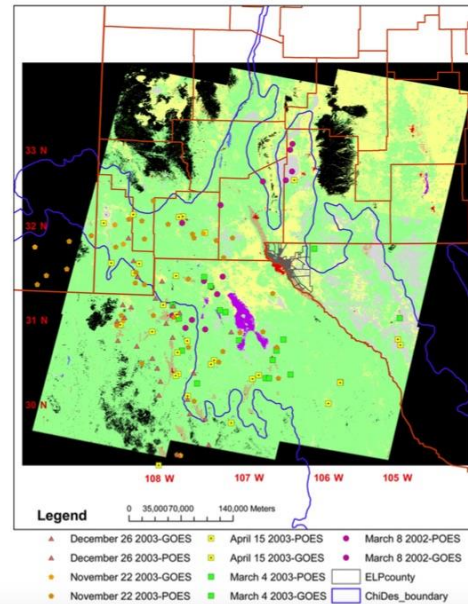 33 N
32 N
31 N
30 N
108 W 107 W 106 W 105 W
0 35,00070,000 140,000 Meters
Legend
December 26 2003-GOES April 15 2003-POES March 8 2002-POES
December 26 2003-POES April 15 2003-GOES March 8 2002-GOES
November 22 2003-GOES March 4 2003-POES ELPcounty
November 22 2003-POES March 4 2003-GOES ChiDes_boundary